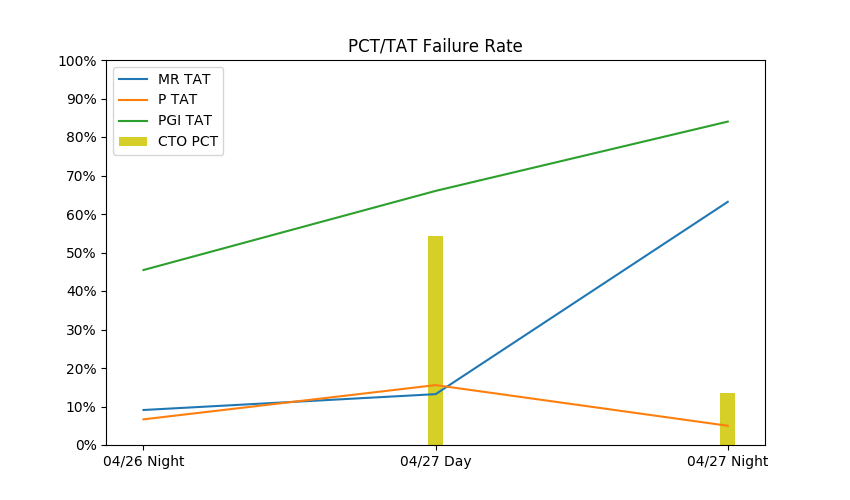 PCT/TAT Failure Rate
100%
90%
80%
70%
60%
50%
40%
30%
20%
10%
0%
MR TAT
P TAT
PGI TAT
CTO PCT
04/26 Night
04/27 Day
04/27 Night